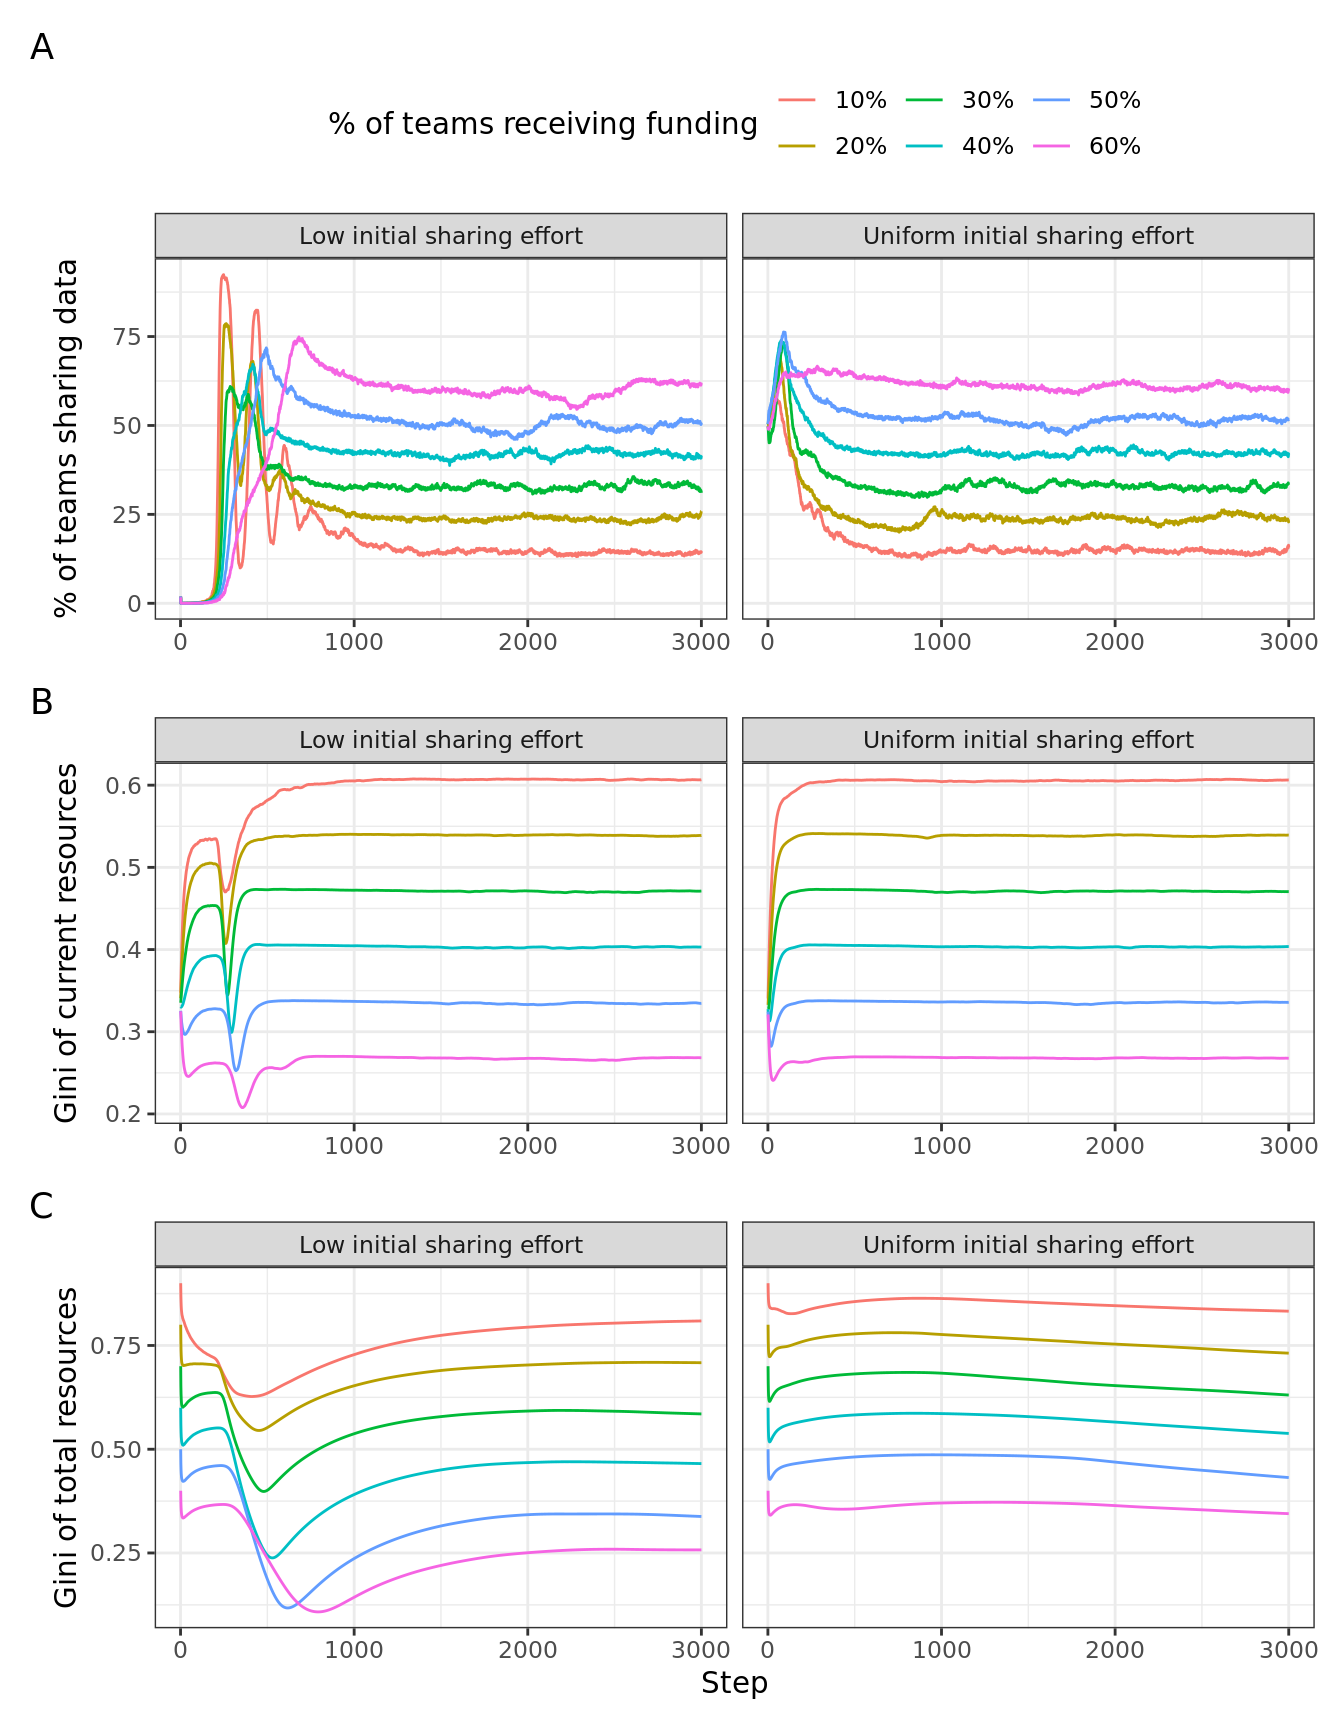 A
% of teams receiving funding
10% 30% 50%
20% 40% 60%
Low initial sharing effort Uniform initial sharing effort
% of teams sharing data
75
50
25
0
0 1000 2000 3000 0 1000 2000 3000
B
Low initial sharing effort Uniform initial sharing effort
Gini of current resources
0.6
0.5
0.4
0.3
0.2
0 1000 2000 3000 0 1000 2000 3000
C
Low initial sharing effort Uniform initial sharing effort
Gini of total resources
0.75
0.50
0.25
0 1000 2000 3000 0 1000 2000 3000
Step